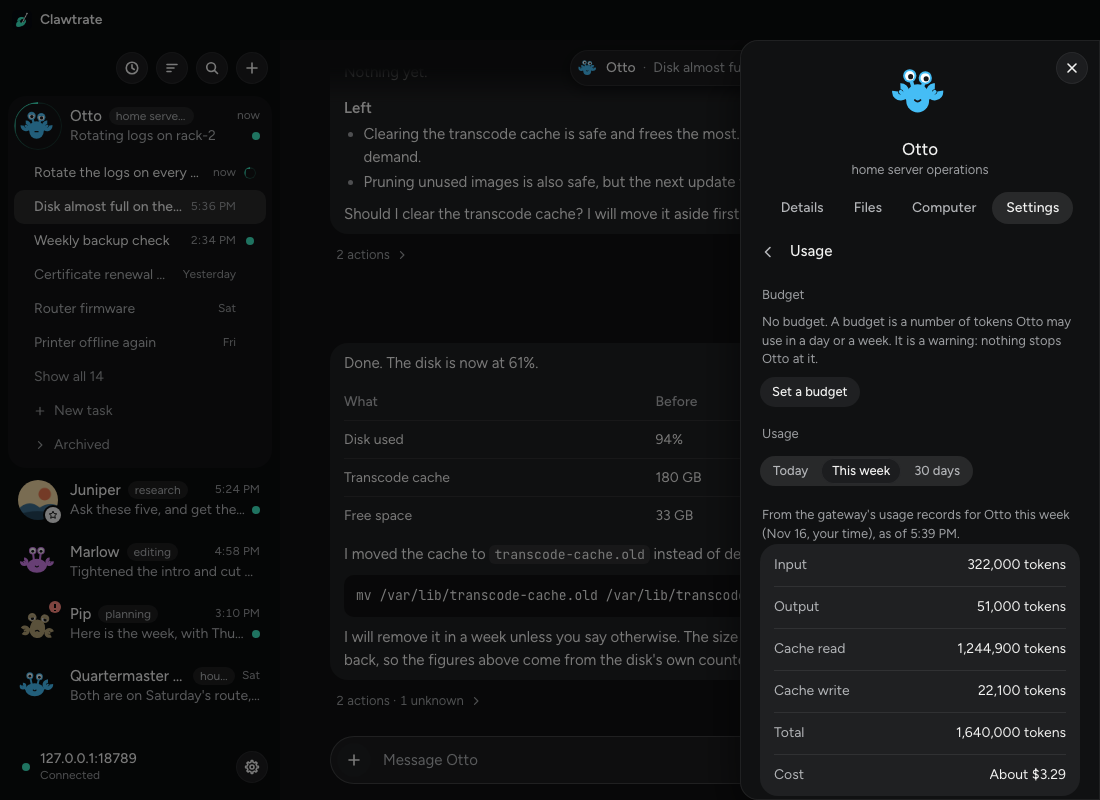 Clawtrate
Otto home serve... now
Rotating logs on rack-2
Rotate the logs on every ... now
Disk almost full on the... 5:36 PM
Weekly backup check 2:34 PM
Certificate renewal ... Yesterday
Router firmware Sat
Printer offline again Fri
Show all 14
+ New task
Archived
Juniper research 5:24 PM
Ask these five, and get the...
Marlow editing 4:58 PM
Tightened the intro and cut ...
Pip planning 3:10 PM
Here is the week, with Thu...
Quartermaster ... hou... Sat
Both are on Saturday's route,...
127.0.0.1:18789
Connected
Otto · Disk almost fu
Nothing yet.
Left
• Clearing the transcode cache is safe and frees the most.
demand.
• Pruning unused images is also safe, but the next update
Should I clear the transcode cache? I will move it aside first
2 actions
Done. The disk is now at 61%.
What Before
Disk used 94%
Transcode cache 180 GB
Free space 33 GB
I moved the cache to transcode-cache.old instead of de
mv /var/lib/transcode-cache.old /var/lib/transcod
I will remove it in a week unless you say otherwise. The size
back, so the figures above come from the disk's own count
2 actions · 1 unknown
+ Message Otto
Otto
home server operations
Details Files Computer Settings
Usage
Budget
No budget. A budget is a number of tokens Otto may
use in a day or a week. It is a warning: nothing stops
Otto at it.
Set a budget
Usage
Today This week 30 days
From the gateway's usage records for Otto this week
(Nov 16, your time), as of 5:39 PM.
Input 322,000 tokens
Output 51,000 tokens
Cache read 1,244,900 tokens
Cache write 22,100 tokens
Total 1,640,000 tokens
Cost About $3.29